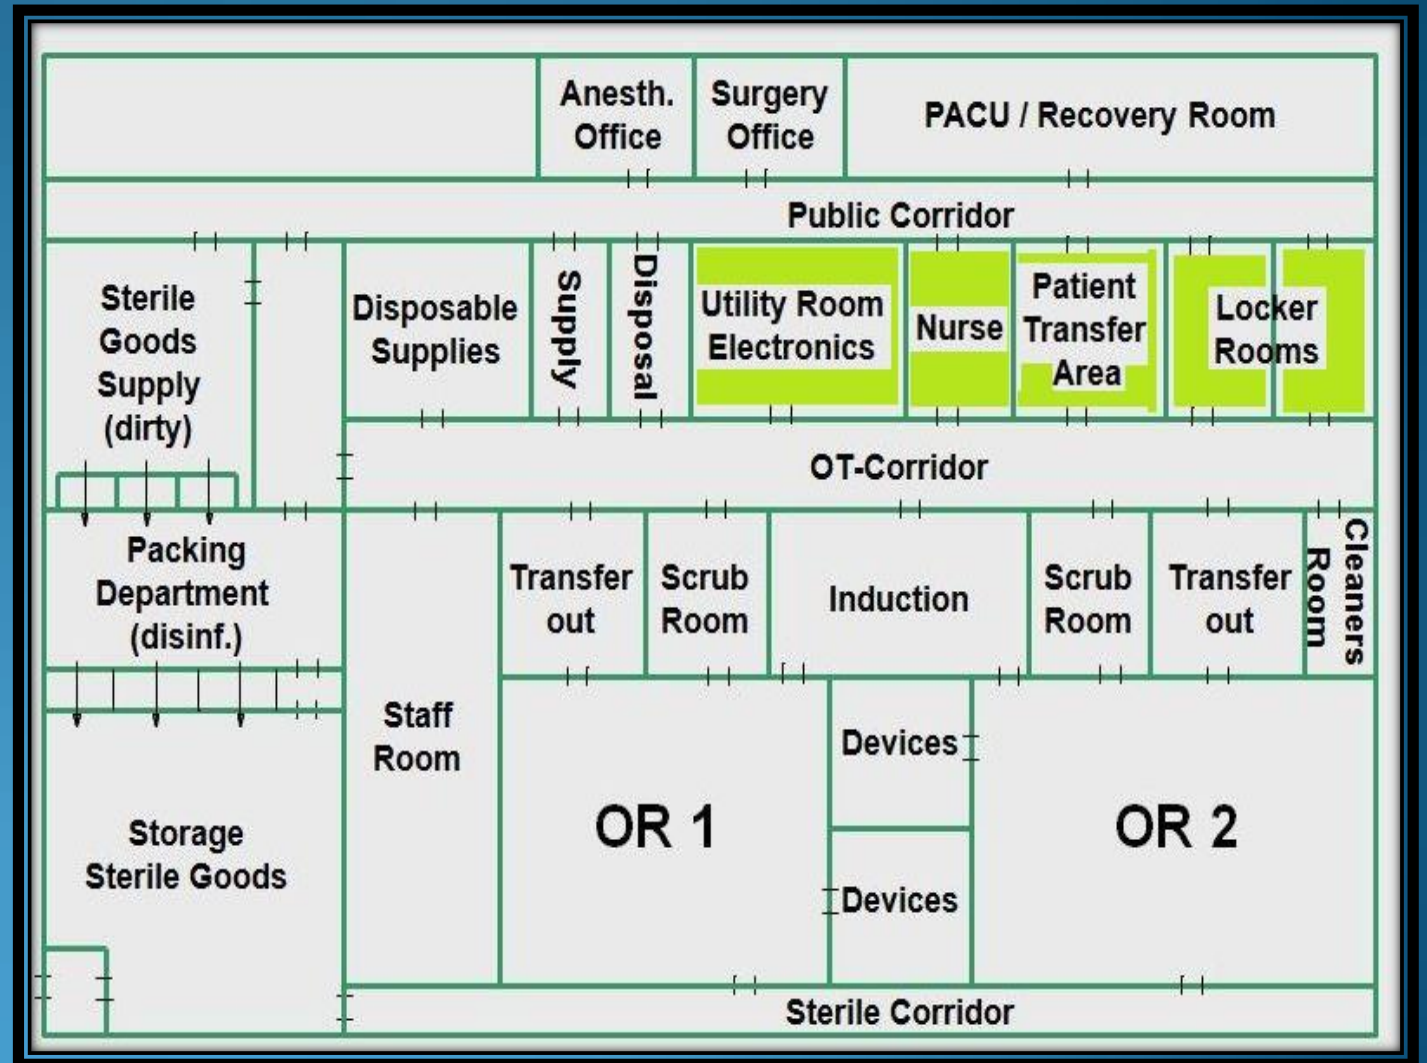 Anesth.
Office
Surgery
Office
PACU / Recovery Room
Public Corridor
Sterile
Goods
Supply
(dirty)
Disposable
Supplies
Supply
Disposal
Utility Room
Electronics
Nurse
Patient
Transfer
Area
Locker
Rooms
OT-Corridor
Packing
Department
(disinf.)
Transfer
out
Scrub
Room
Induction
Scrub
Room
Transfer
out
Cleaners
Room
Staff
Room
Devices
OR 1
OR 2
Storage
Sterile Goods
Devices
Sterile Corridor